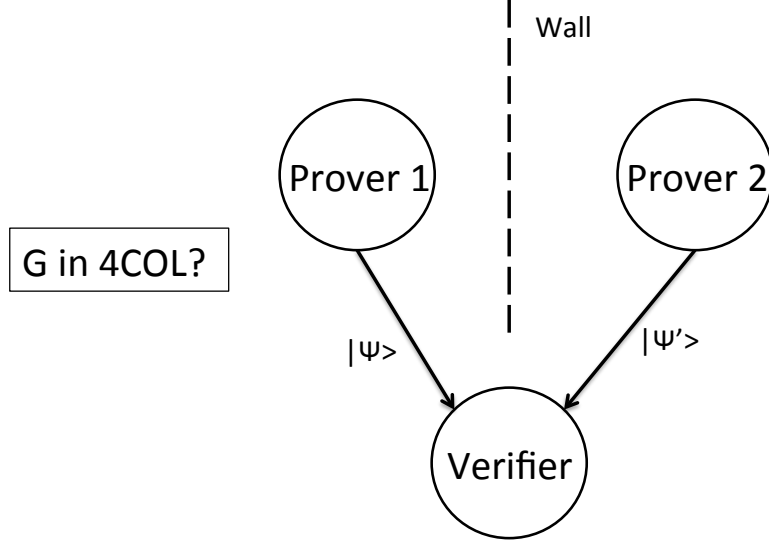 Wall
Prover 1
Prover 2
G in 4COL?
|Ψ>
|Ψ'>
Verifier